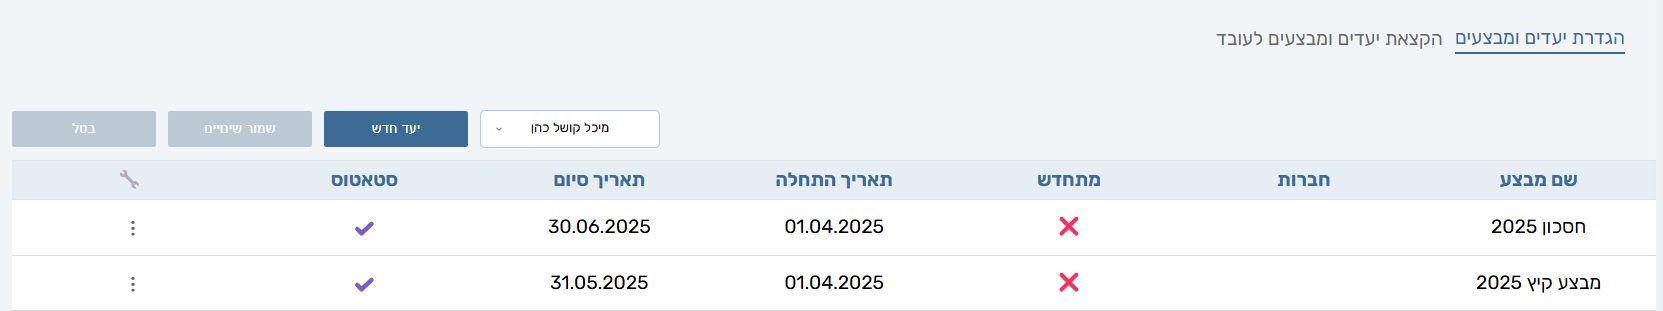 הגדרת יעדים ומבצעים הקצאת יעדים ומבצעים לעובד
מיכל קושל כהן יעד חדש שמור שינויים בטל
שם מבצע חברות מתחדש תאריך התחלה תאריך סיום סטאטוס
חסכון 2025 01.04.2025 30.06.2025
מבצע קיץ 2025 01.04.2025 31.05.2025